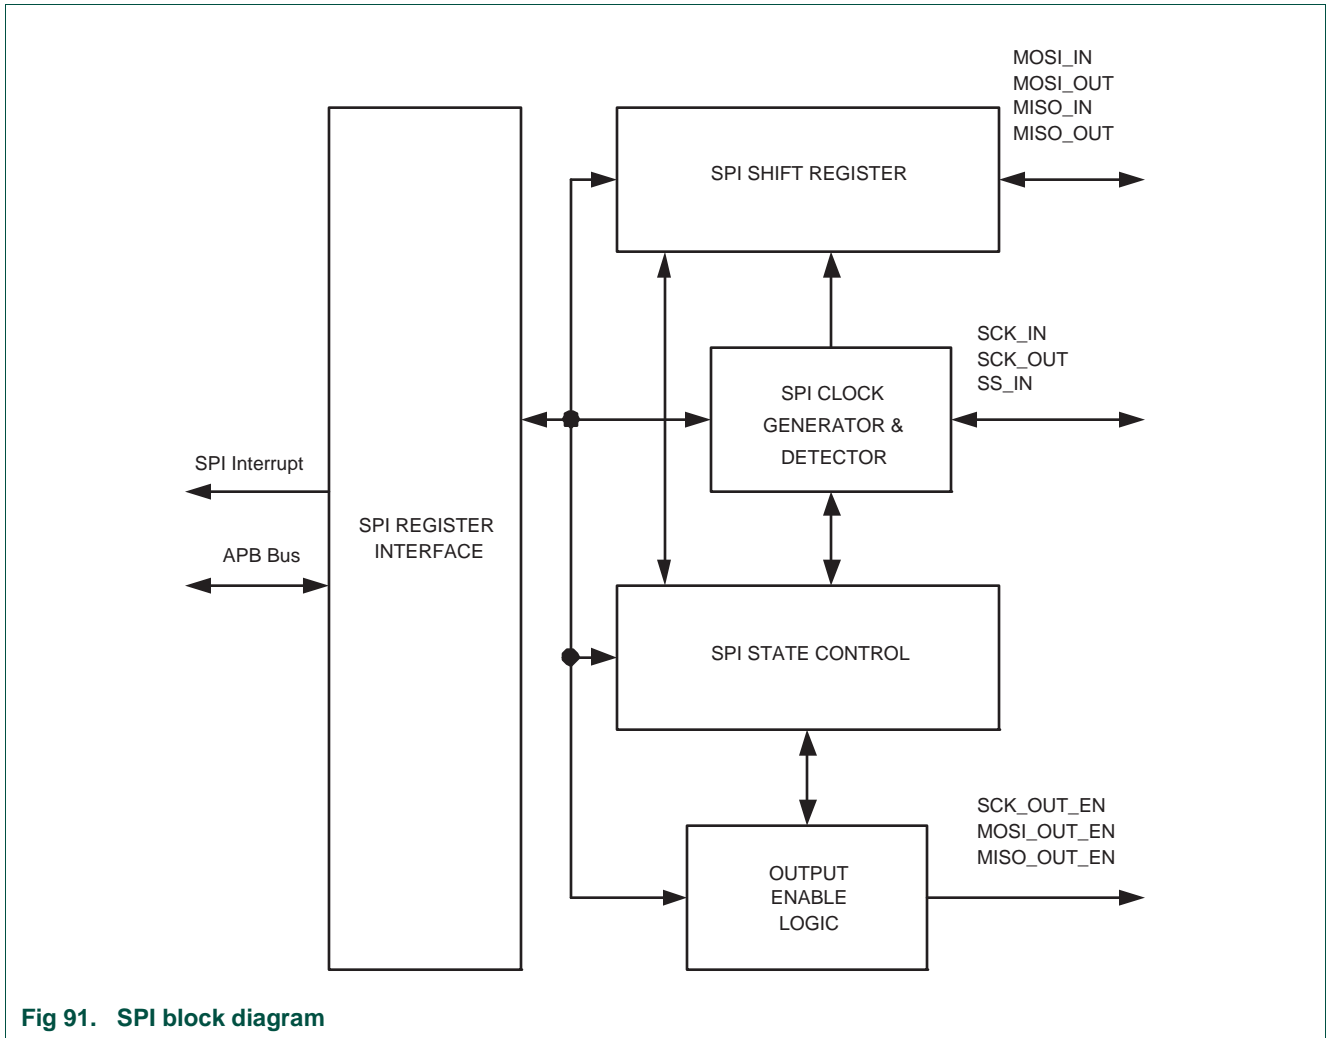 MOSI_IN
MOSI_OUT
MISO_IN
MISO_OUT
SPI SHIFT REGISTER
SCK_IN
SCK_OUT
SS_IN
SPI CLOCK
GENERATOR &
DETECTOR
SPI Interrupt
SPI REGISTER
INTERFACE
APB Bus
SPI STATE CONTROL
SCK_OUT_EN
MOSI_OUT_EN
MISO_OUT_EN
OUTPUT
ENABLE
LOGIC
Fig 91. SPI block diagram